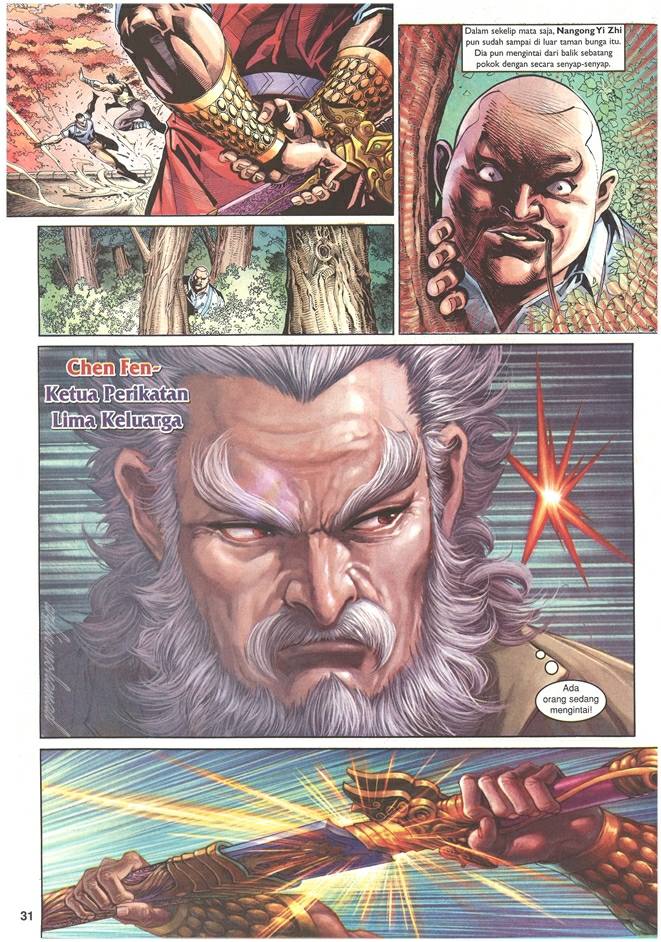 Dalam sekelip mata saja, Nangong Yi Zhi
pun sudah sampai di luar taman bunga itu.
Dia pun mengintai dari balik sebatang
pokok dengan secara senyap-senyap.
Chen Fen-
Ketua Perikatan
Lima Keluarga
Ada
orang sedang
mengintai!
31